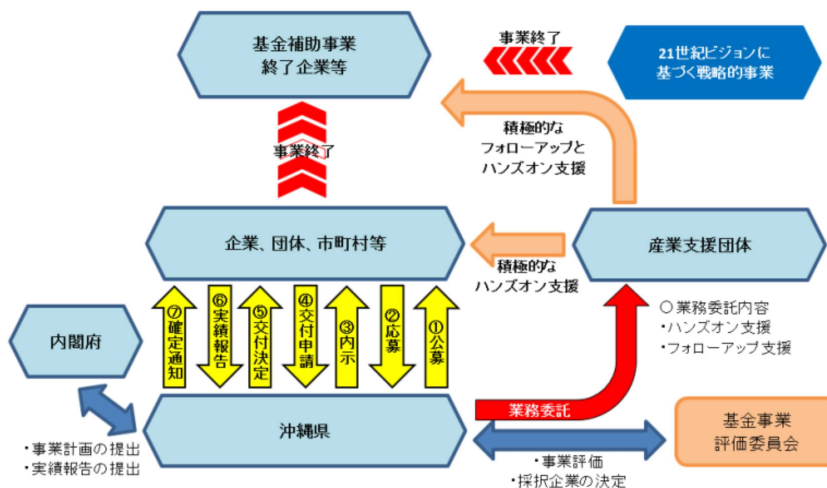 基金補助事業
終了企業等
事業終了
21世紀ビジョンに
基づく戦略的事業
積極的な
フォローアップと
ハンズオン支援
事業終了
企業、団体、市町村等
産業支援団体
積極的な
ハンズオン支援
⑦確定通知
⑥実績報告
⑤交付決定
④交付申請
③内示
②応募
①公募
○業務委託内容
・ハンズオン支援
・フォローアップ支援
内閣府
沖縄県
業務委託
基金事業
評価委員会
・事業計画の提出
・実績報告の提出
・事業評価
・採択企業の決定